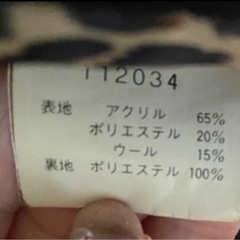 112034
表地 アクリル 65%
ポリエステル 20%
ウール 15%
裏地 ポリエステル 100%